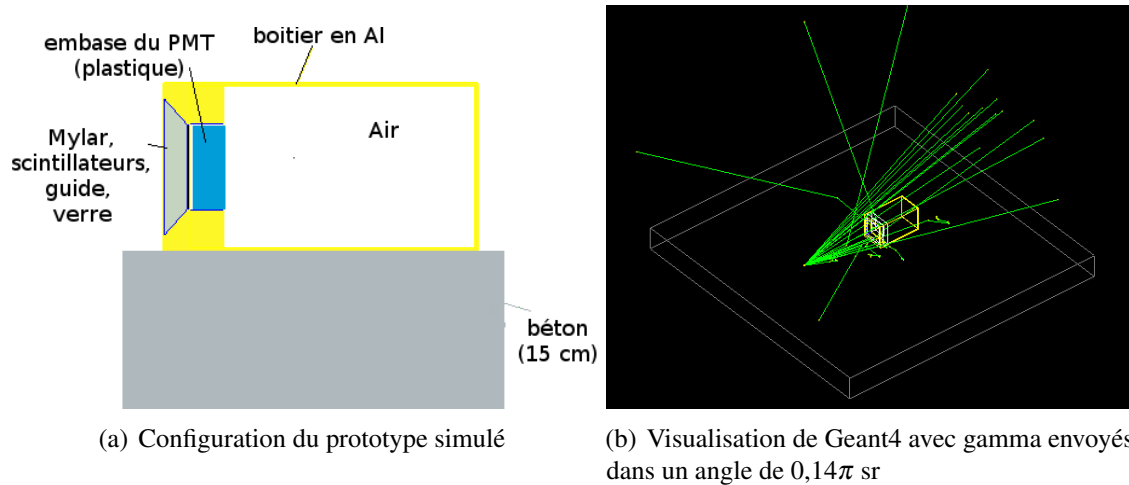 embase du PMT
(plastique)
boitier en Al
Air
Mylar,
scintillateurs,
guide,
verre
béton
(15 cm)
(a) Configuration du prototype simulé
(b) Visualisation de Geant4 avec gamma envoyés
dans un angle de 0,14π sr